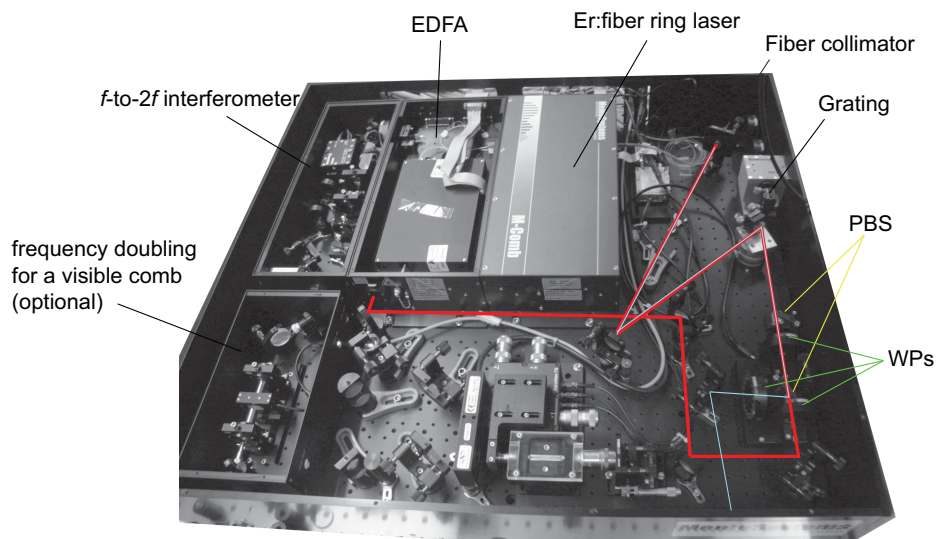 EDFA
Er:fiber ring laser
Fiber collimator
f-to-2f interferometer
Grating
M-Comb
PBS
frequency doubling
for a visible comb
(optional)
WPs
MenloSystems